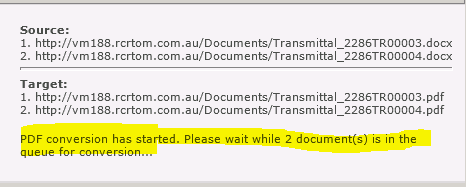 Source:
1. http://vm188.rcrtom.com.au/Documents/Transmittal_2286TR00003.docx
2. http://vm188.rcrtom.com.au/Documents/Transmittal_2286TR00004.docx
Target:
1. http://vm188.rcrtom.com.au/Documents/Transmittal_2286TR00003.pdf
2. http://vm188.rcrtom.com.au/Documents/Transmittal_2286TR00004.pdf
PDF conversion has started. Please wait while 2 document(s) is in the
queue for conversion...